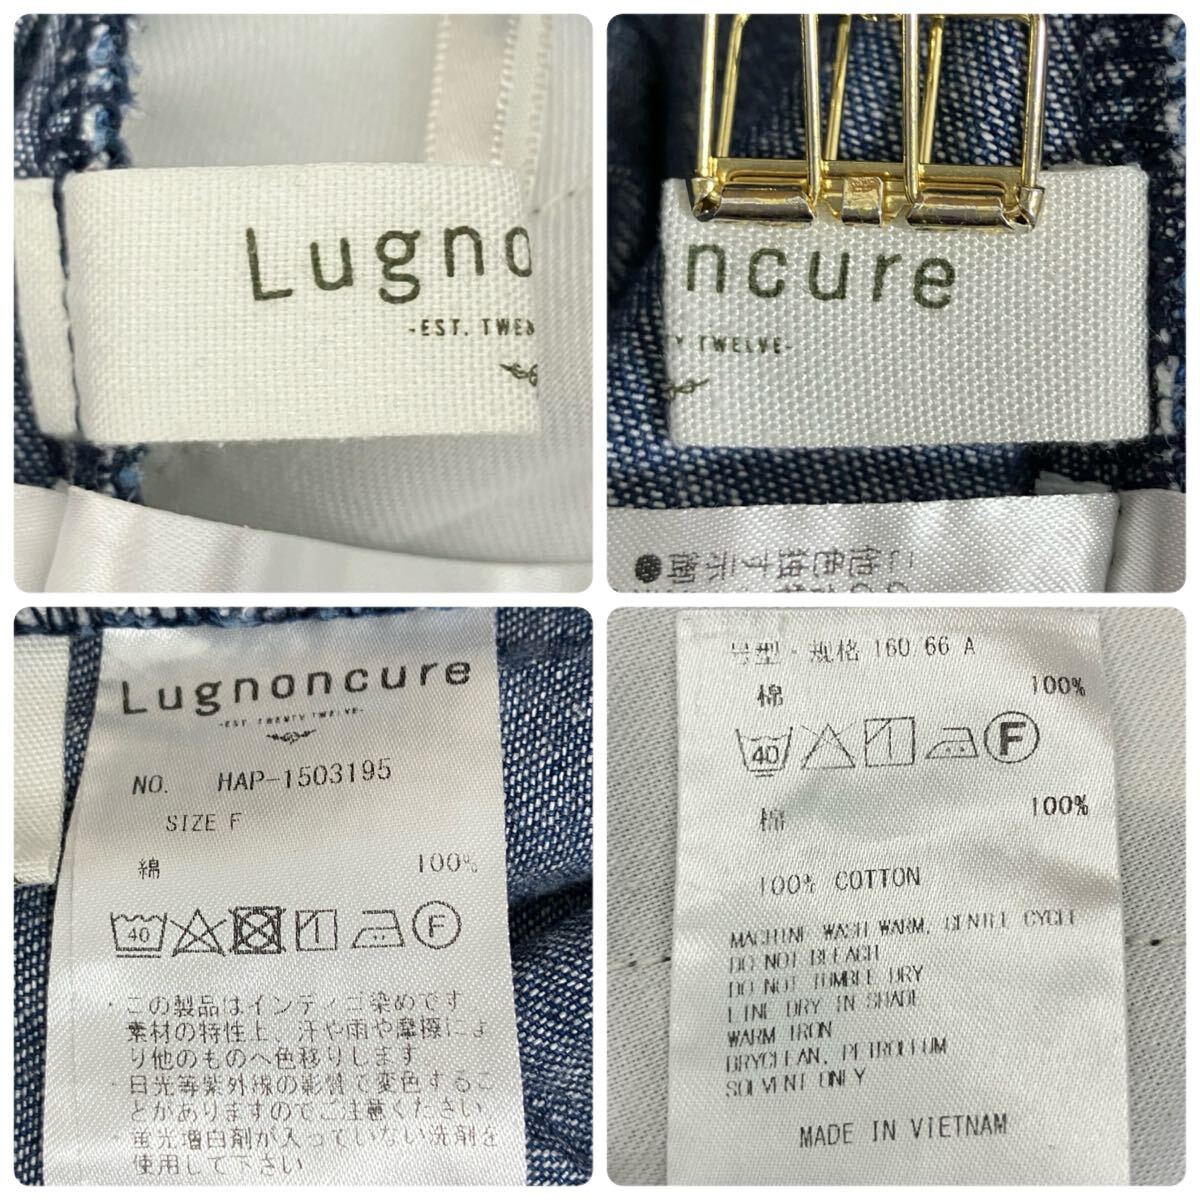 Lugno
-EST. TWEN
ncure
Y TWELVE-
Lugnoncure
-EST. TWENTY TWELVE-
NO. HAP-1503195
SIZE F
綿 100%
40 F
・この製品はインディゴ染めです
素材の特性上、汗や雨や摩擦によ
り他のものへ色移りします
・日光等紫外線の影響で変色するこ
とがありますのでご注意ください
・蛍光増白剤が入っていない洗剤を
使用して下さい
号型・规格 160 66 A
棉 100%
40 F
棉 100%
100% COTTON
MACHINE WASH WARM, GENTLE CYCLE
DO NOT BLEACH
DO NOT TUMBLE DRY
LINE DRY IN SHADE
WARM IRON
DRYCLEAN, PETROLEUM
SOLVENT ONLY
MADE IN VIETNAM